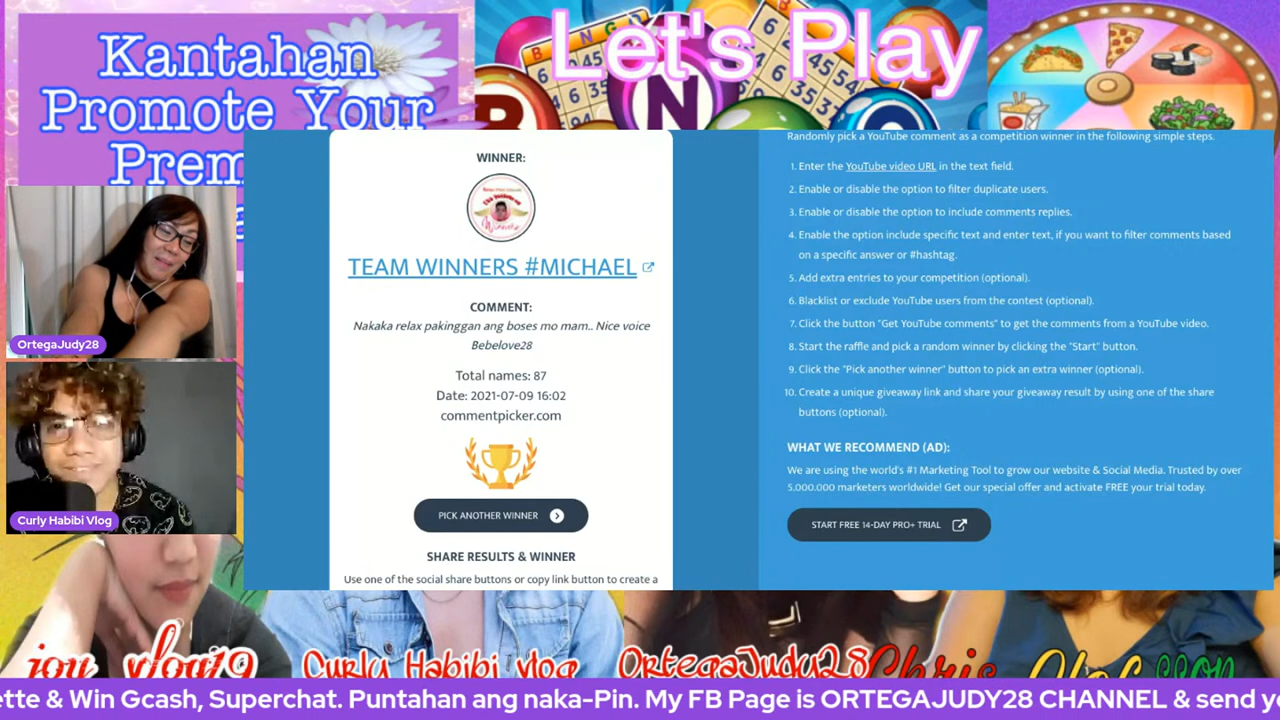 Kantahan
Promote Your
Prem
Let's Play
BINGO
N
WINNER:
TEAM WINNERS #MICHAEL
COMMENT:
Nakaka relax pakinggan ang boses mo mam.. Nice voice
Bebelove28
Total names: 87
Date: 2021-07-09 16:02
commentpicker.com
PICK ANOTHER WINNER
SHARE RESULTS & WINNER
Use one of the social share buttons or copy link button to create a
Randomly pick a YouTube comment as a competition winner in the following simple steps.
1. Enter the YouTube video URL in the text field.
2. Enable or disable the option to filter duplicate users.
3. Enable or disable the option to include comments replies.
4. Enable the option include specific text and enter text, if you want to filter comments based
on a specific answer or #hashtag.
5. Add extra entries to your competition (optional).
6. Blacklist or exclude YouTube users from the contest (optional).
7. Click the button "Get YouTube comments" to get the comments from a YouTube video.
8. Start the raffle and pick a random winner by clicking the "Start" button.
9. Click the "Pick another winner" button to pick an extra winner (optional).
10. Create a unique giveaway link and share your giveaway result by using one of the share
buttons (optional).
WHAT WE RECOMMEND (AD):
We are using the world's #1 Marketing Tool to grow our website & Social Media. Trusted by over
5.000.000 marketers worldwide! Get our special offer and activate FREE your trial today.
START FREE 14-DAY PRO+ TRIAL
OrtegaJudy28
Curly Habibi Vlog
joy vlog19
Curly Habibi vlog
OrtegaJudy28
Chris
ette & Win Gcash, Superchat. Puntahan ang naka-Pin. My FB Page is ORTEGAJUDY28 CHANNEL & send yo